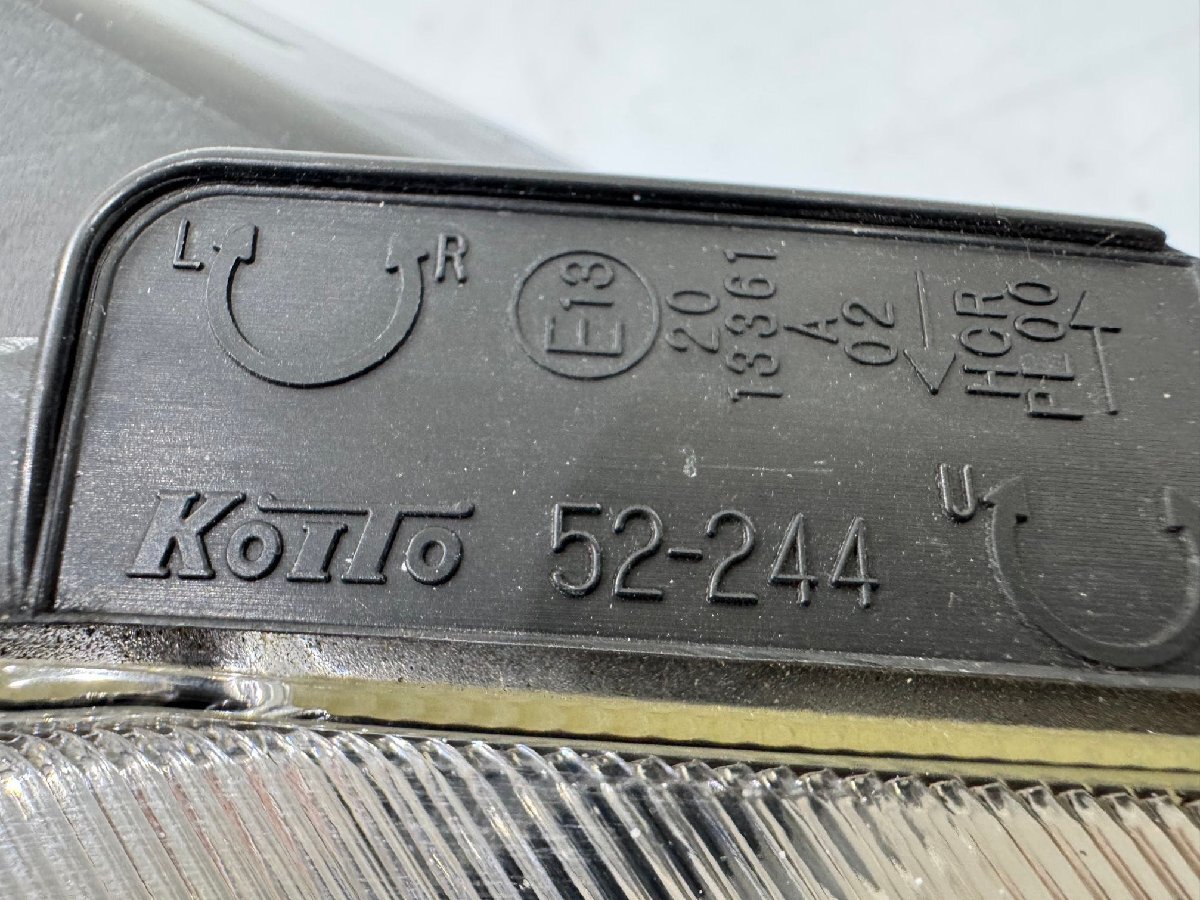 L R
E13
20
13361
A
02
HCR
PL 00
U
KOITO 52-244